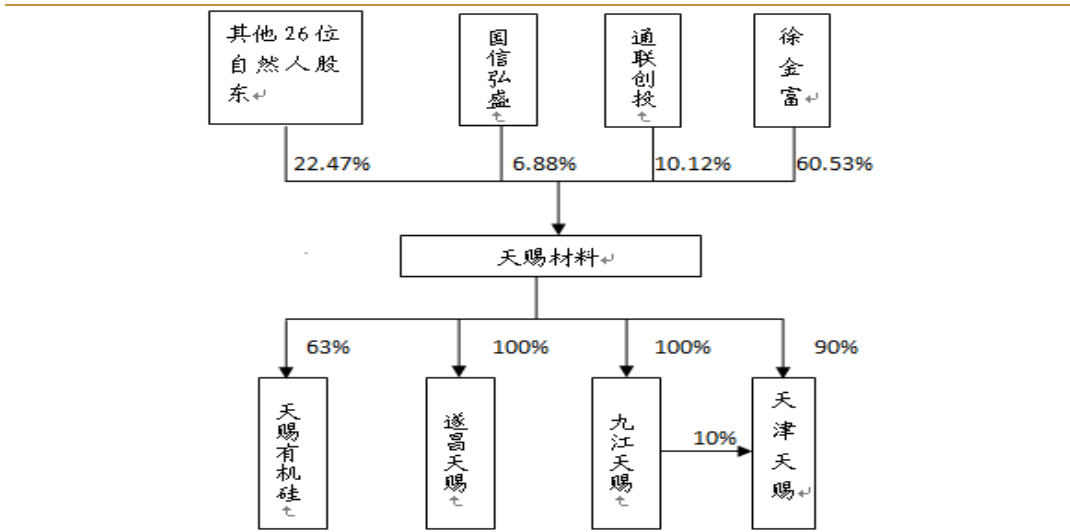 其他26位
自然人股
东
国信弘盛
通联创投
徐金富
22.47%
6.88%
10.12%
60.53%
天赐材料
63%
100%
100%
90%
天赐有机硅
遂昌天赐
九江天赐
10%
天津天赐